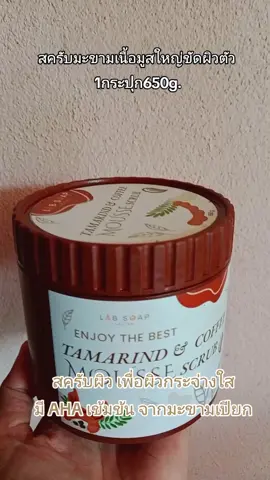 สครับมะขามเนื้อมูสใหญ่ขัดผิวตัว
1กระปุก650g.
TAMARIND & COFFEE
MOUSSE SCRUB
LAB SOAP
ENJOY THE BEST
TAMARIND & COFFEE
MOUSSE SCRUB
สครับผิว เพื่อผิวกระจ่างใส
มี AHA เข้มข้น จากมะขามเปียก